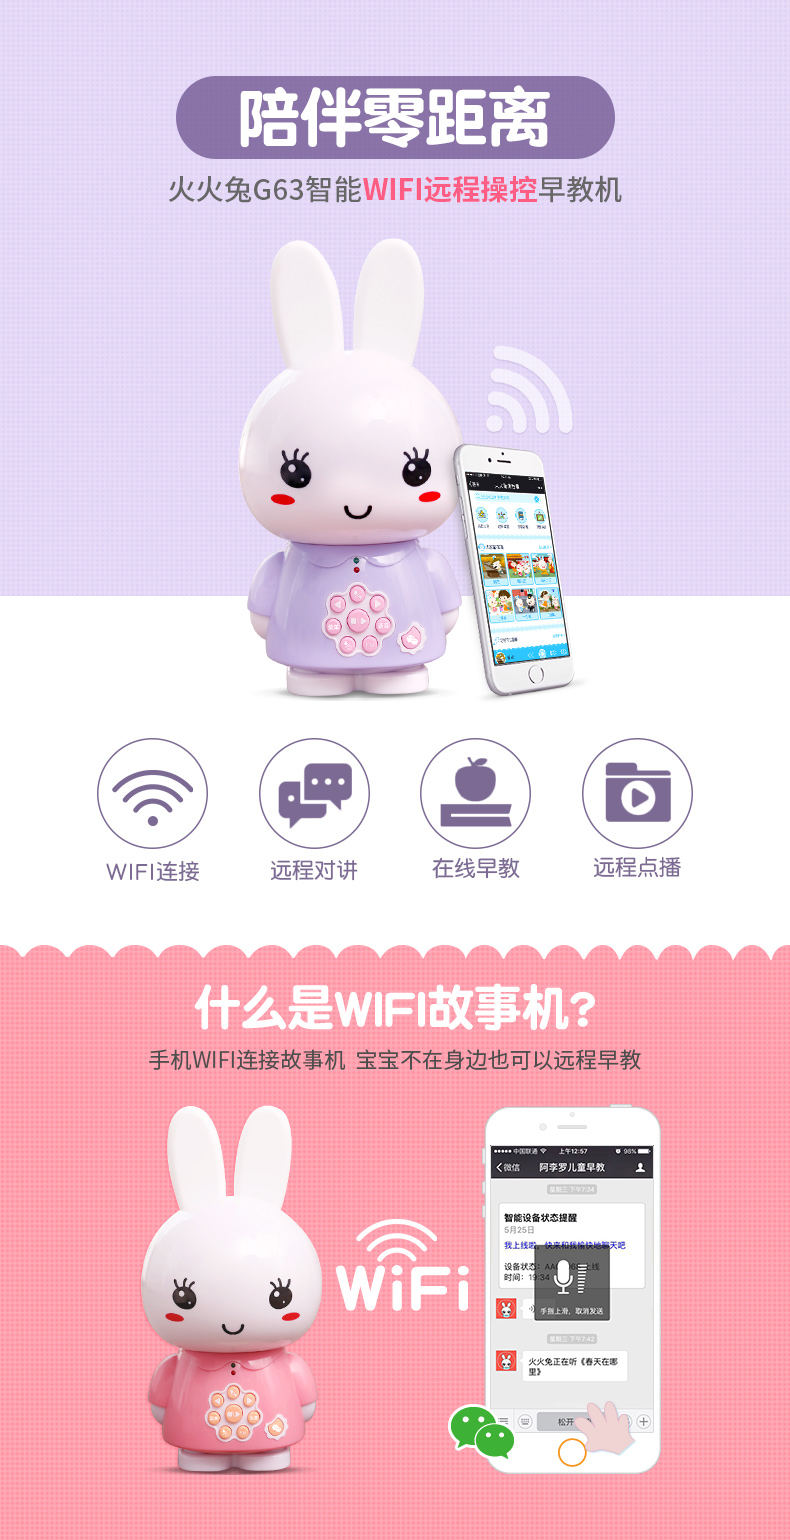 陪伴零距离
火火兔G63智能WIFI远程操控早教机
WIFI连接
远程对讲
在线早教
远程点播
什么是WIFI故事机?
手机WIFI连接故事机 宝宝不在身边也可以远程早教
WiFi
中国联通 上午12:57 98%
微信 阿李罗儿童早教
星期三 下午7:34
智能设备状态提醒
5月25日
我上线啦，快来和我愉快地聊天吧
设备状态：
上线
时间：19:34
手指上滑，取消发送
星期三 下午7:42
火火兔正在听《春天在哪
里》
松开